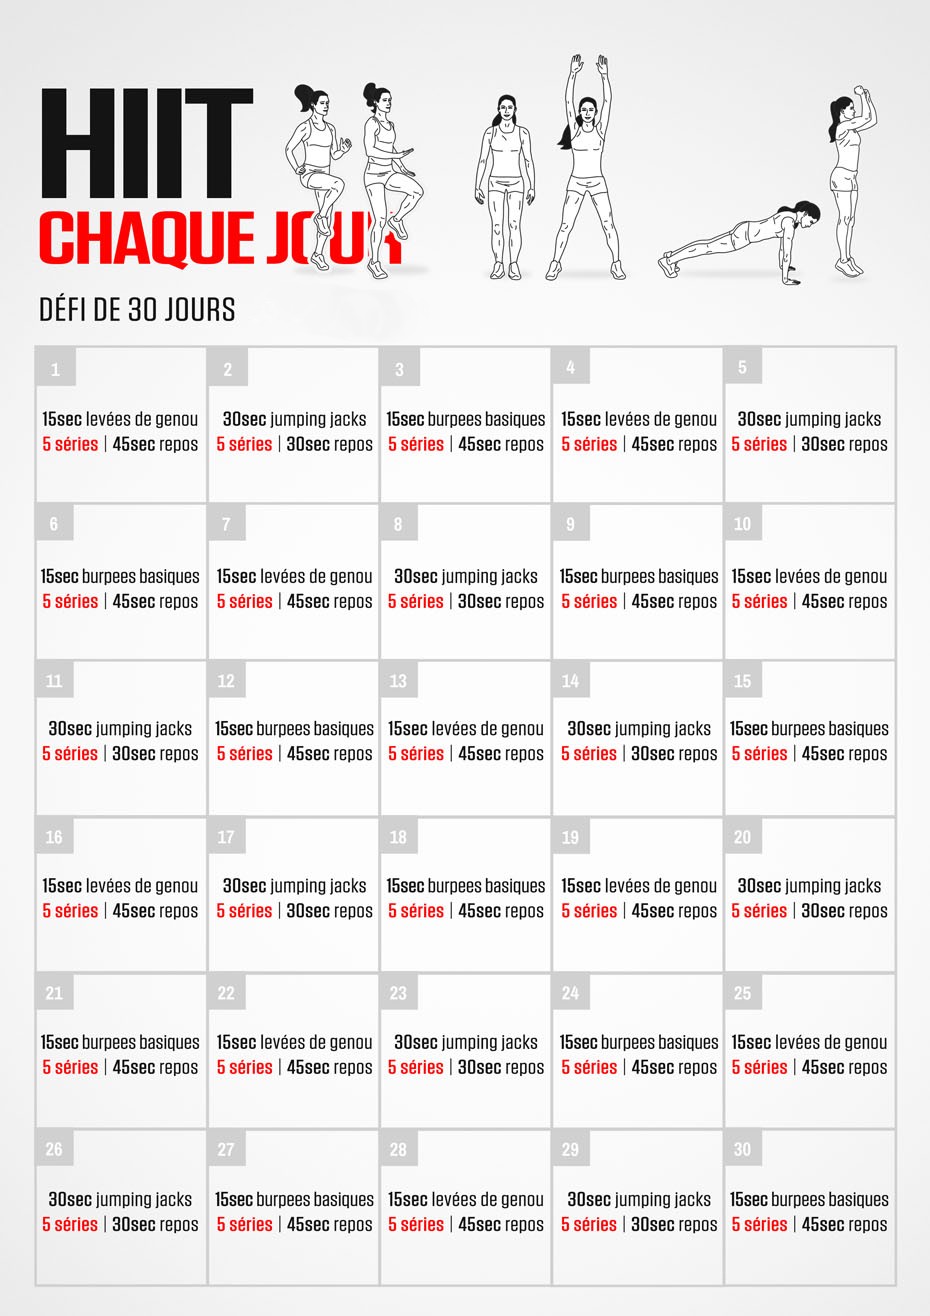 HIIT
CHAQUE JOUR
DÉFI DE 30 JOURS
1
15sec levées de genou
5 séries | 45sec repos
2
30sec jumping jacks
5 séries | 30sec repos
3
15sec burpees basiques
5 séries | 45sec repos
4
15sec levées de genou
5 séries | 45sec repos
5
30sec jumping jacks
5 séries | 30sec repos
6
15sec burpees basiques
5 séries | 45sec repos
7
15sec levées de genou
5 séries | 45sec repos
8
30sec jumping jacks
5 séries | 30sec repos
9
15sec burpees basiques
5 séries | 45sec repos
10
15sec levées de genou
5 séries | 45sec repos
11
30sec jumping jacks
5 séries | 30sec repos
12
15sec burpees basiques
5 séries | 45sec repos
13
15sec levées de genou
5 séries | 45sec repos
14
30sec jumping jacks
5 séries | 30sec repos
15
15sec burpees basiques
5 séries | 45sec repos
16
15sec levées de genou
5 séries | 45sec repos
17
30sec jumping jacks
5 séries | 30sec repos
18
15sec burpees basiques
5 séries | 45sec repos
19
15sec levées de genou
5 séries | 45sec repos
20
30sec jumping jacks
5 séries | 30sec repos
21
15sec burpees basiques
5 séries | 45sec repos
22
15sec levées de genou
5 séries | 45sec repos
23
30sec jumping jacks
5 séries | 30sec repos
24
15sec burpees basiques
5 séries | 45sec repos
25
15sec levées de genou
5 séries | 45sec repos
26
30sec jumping jacks
5 séries | 30sec repos
27
15sec burpees basiques
5 séries | 45sec repos
28
15sec levées de genou
5 séries | 45sec repos
29
30sec jumping jacks
5 séries | 30sec repos
30
15sec burpees basiques
5 séries | 45sec repos